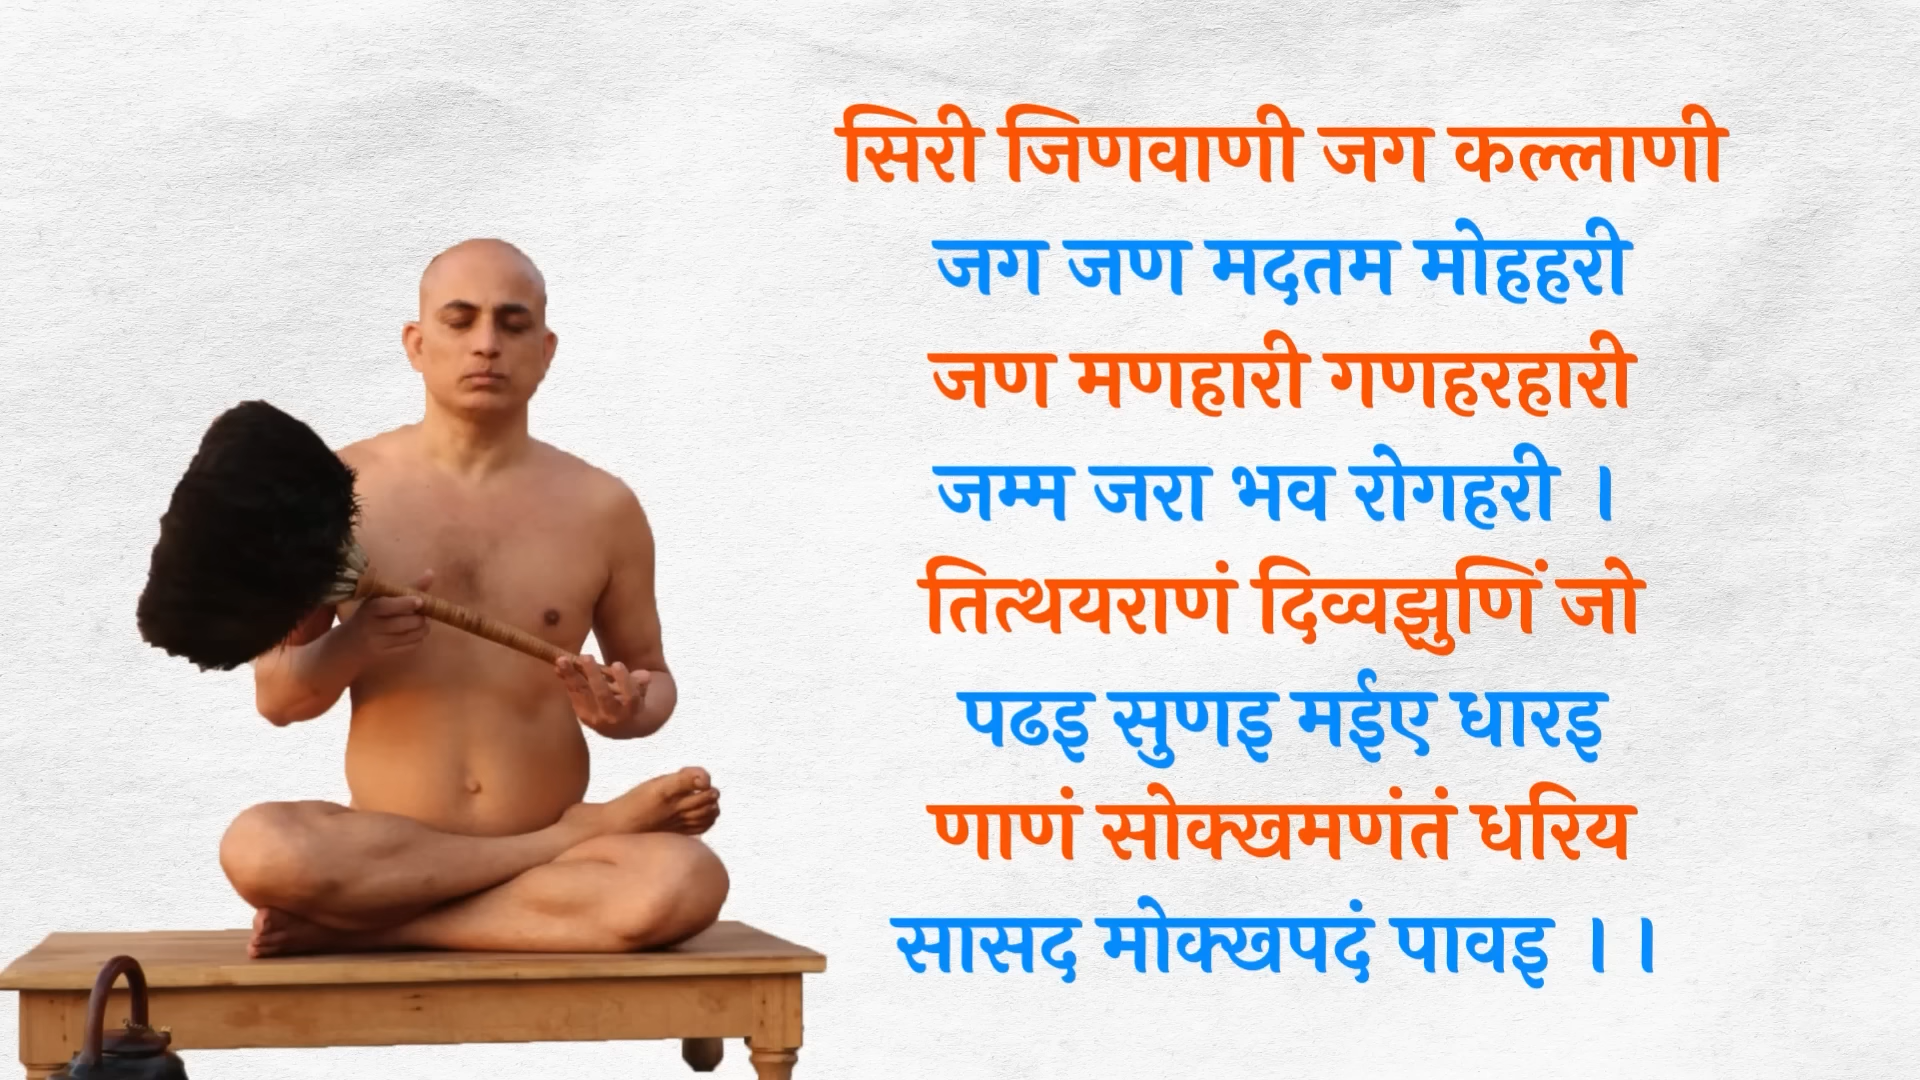 सिरी जिणवाणी जग कल्लाणी
जग जण मदतम मोहहरी
जण मणहारी गणहरहारी
जम्म जरा भव रोगहरी ।
तित्थयराणं दिव्वझुणिं जो
पढइ सुणइ मईए धारइ
णाणं सोक्खमणंतं धरिय
सासद मोक्खपदं पावइ ।।